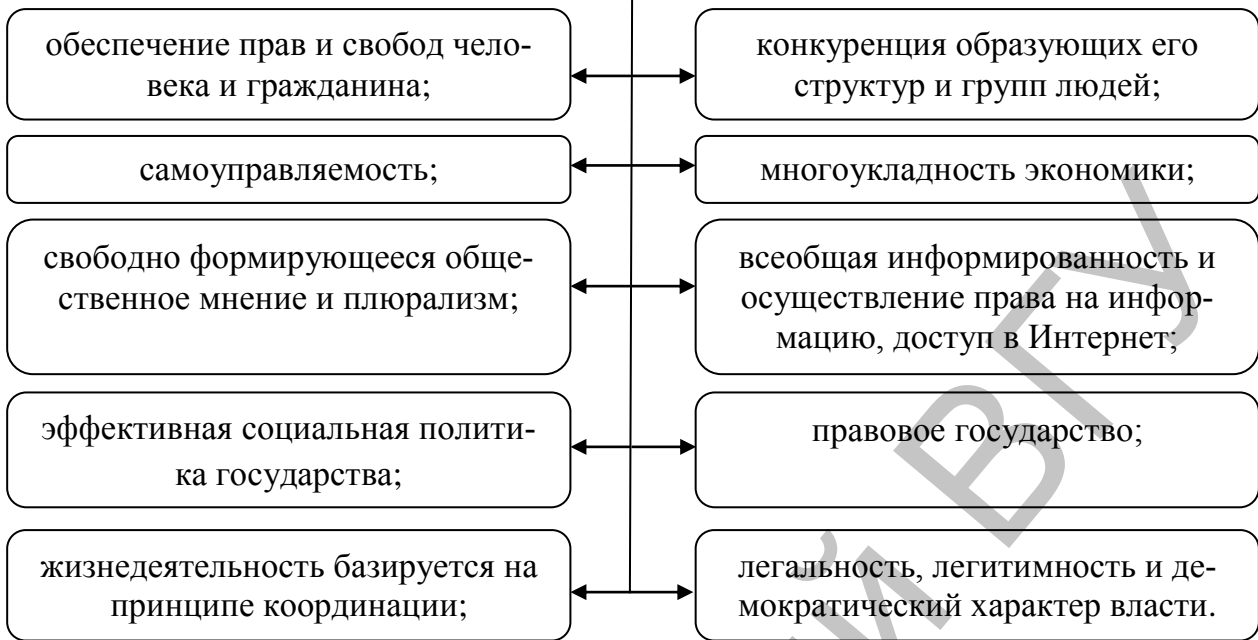 обеспечение прав и свобод чело-
века и гражданина;
конкуренция образующих его
структур и групп людей;
самоуправляемость;
многоукладность экономики;
свободно формирующееся обще-
ственное мнение и плюрализм;
всеобщая информированность и
осуществление права на инфор-
мацию, доступ в Интернет;
эффективная социальная полити-
ка государства;
правовое государство;
жизнедеятельность базируется на
принципе координации;
легальность, легитимность и де-
мократический характер власти.
ВГУ